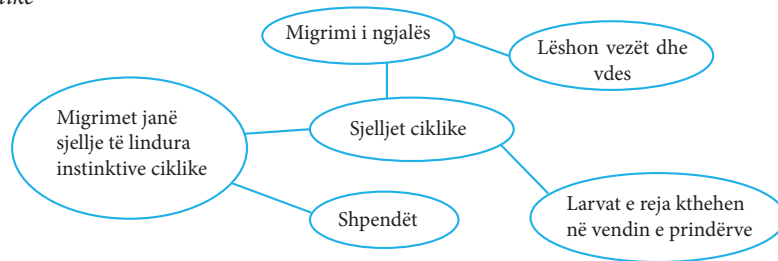 Migrimi i ngjalës
Lëshon vezët dhe
vdes
Migrimet janë
sjellje të lindura
instinktive ciklike
Sjelljet ciklike
Shpendët
Larvat e reja kthehen
në vendin e prindërve